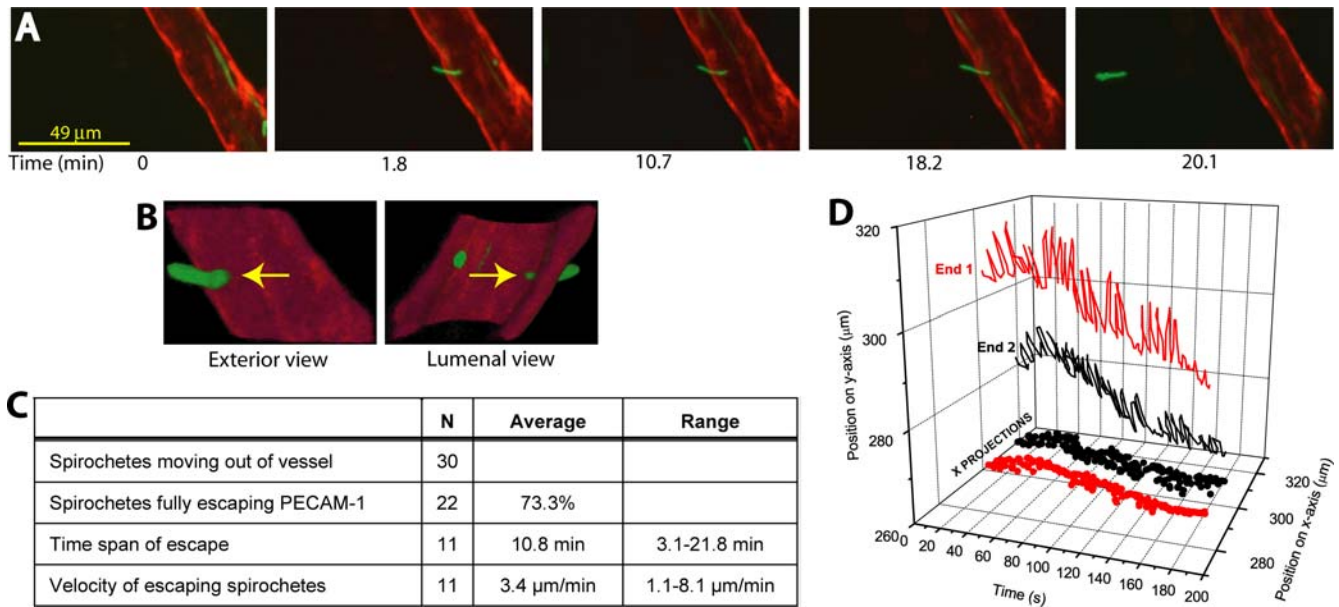 A
49 μm
Time (min) 0 1.8 10.7 18.2 20.1
B
Exterior view Lumenal view
C
N Average Range
Spirochetes moving out of vessel 30
Spirochetes fully escaping PECAM-1 22 73.3%
Time span of escape 11 10.8 min 3.1-21.8 min
Velocity of escaping spirochetes 11 3.4 μm/min 1.1-8.1 μm/min
D
320
300
280
260
Position on y-axis (μm)
End 1
End 2
X PROJECTIONS
0 20 40 60 80 100 120 140 160 180 200
Time (s)
280 300 320
Position on x-axis (μm)